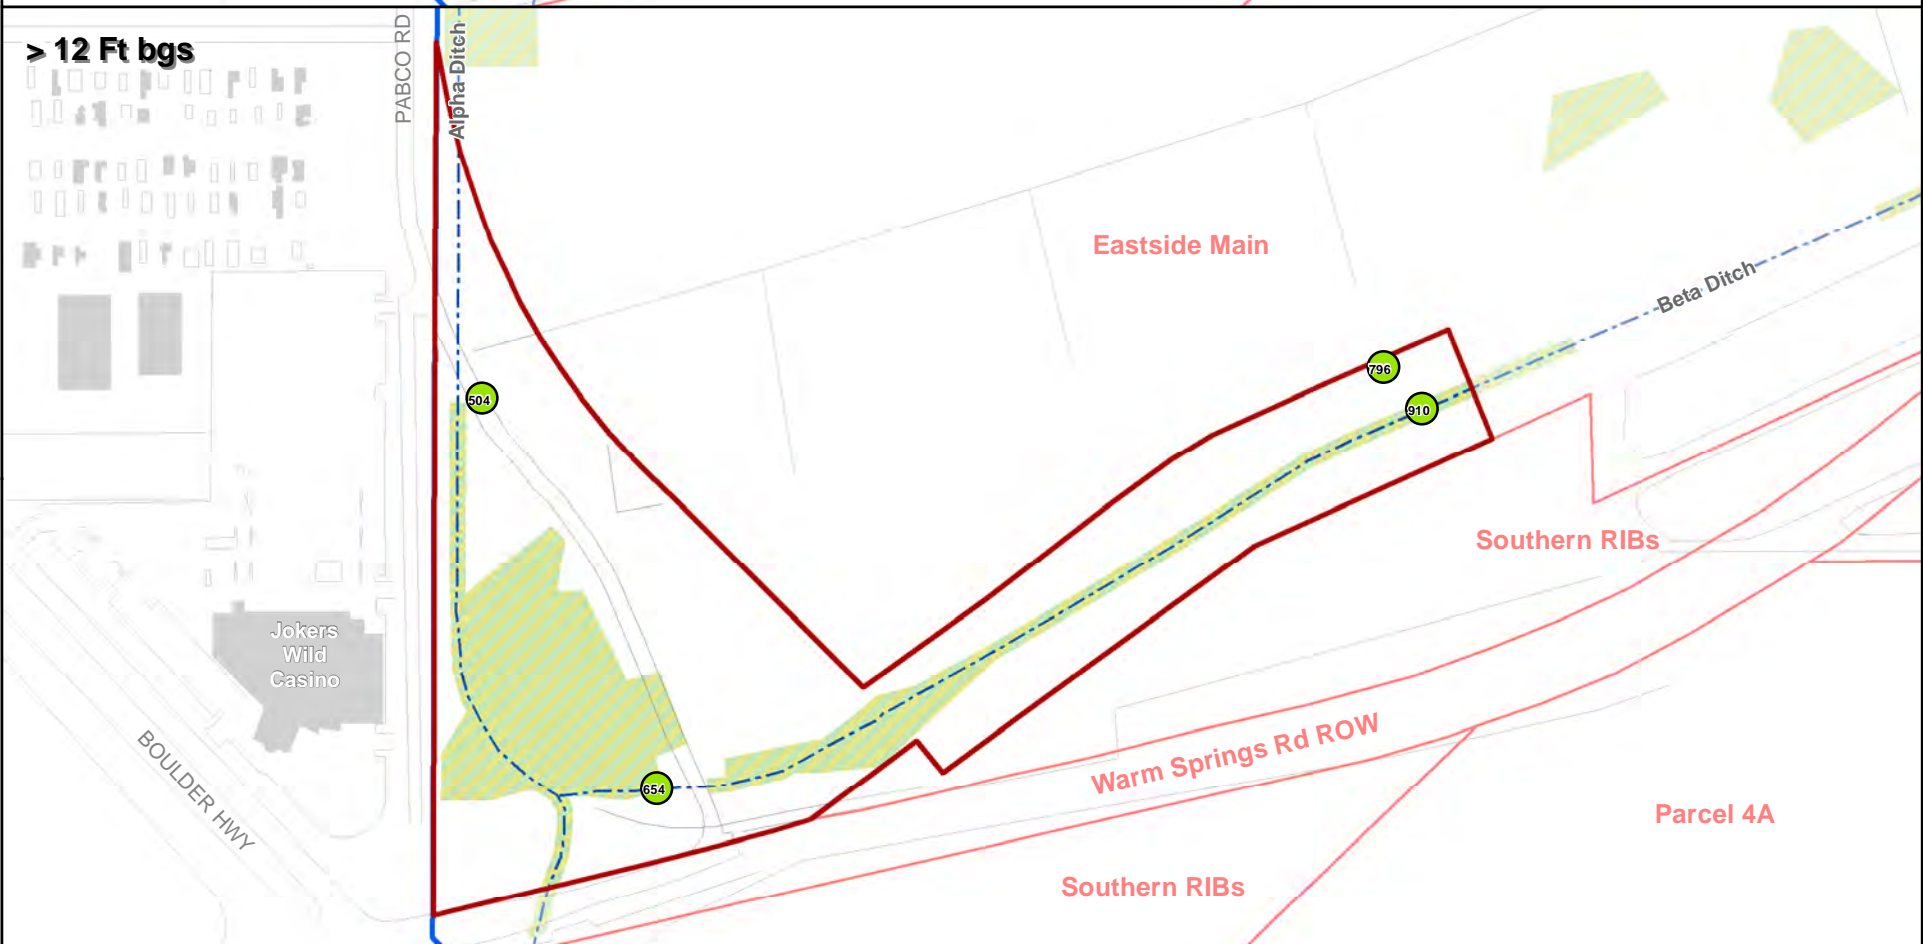 > 12 Ft bgs
PABCO RD
Alpha Ditch
Eastside Main
Beta Ditch
796
504
910
Southern RIBs
Jokers
Wild
Casino
BOULDER HWY
Warm Springs Rd ROW
654
Parcel 4A
Southern RIBs